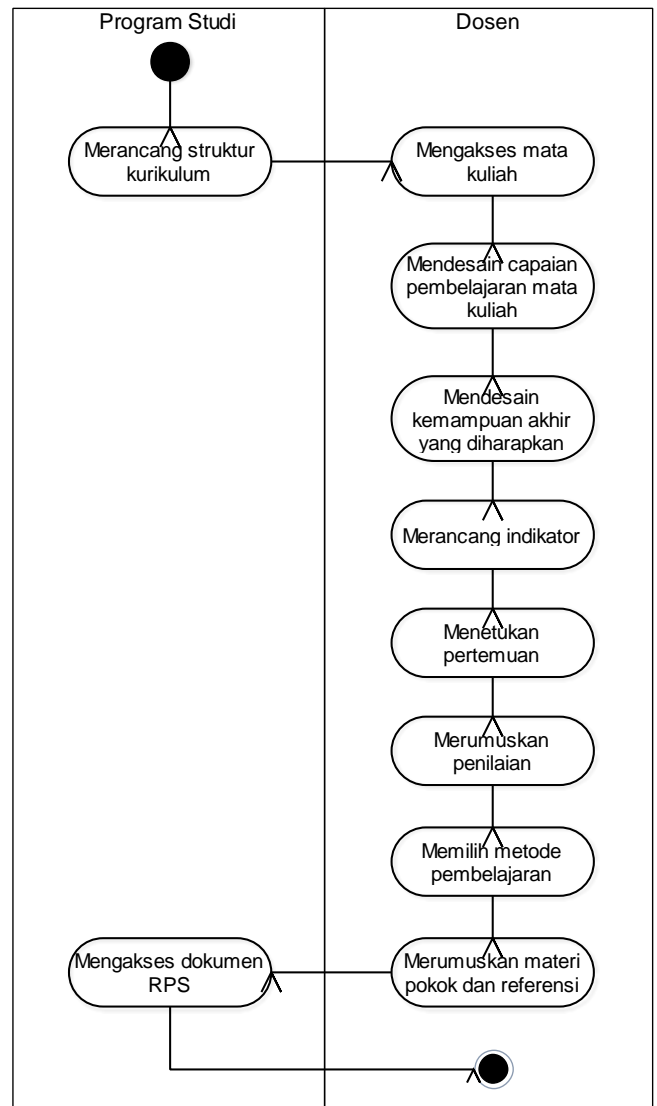 Program Studi
Dosen
Merancang struktur
kurikulum
Mengakses mata
kuliah
Mendesain capaian
pembelajaran mata
kuliah
Mendesain
kemampuan akhir
yang diharapkan
Merancang indikator
Menetukan
pertemuan
Merumuskan
penilaian
Memilih metode
pembelajaran
Merumuskan materi
pokok dan referensi
Mengakses dokumen
RPS